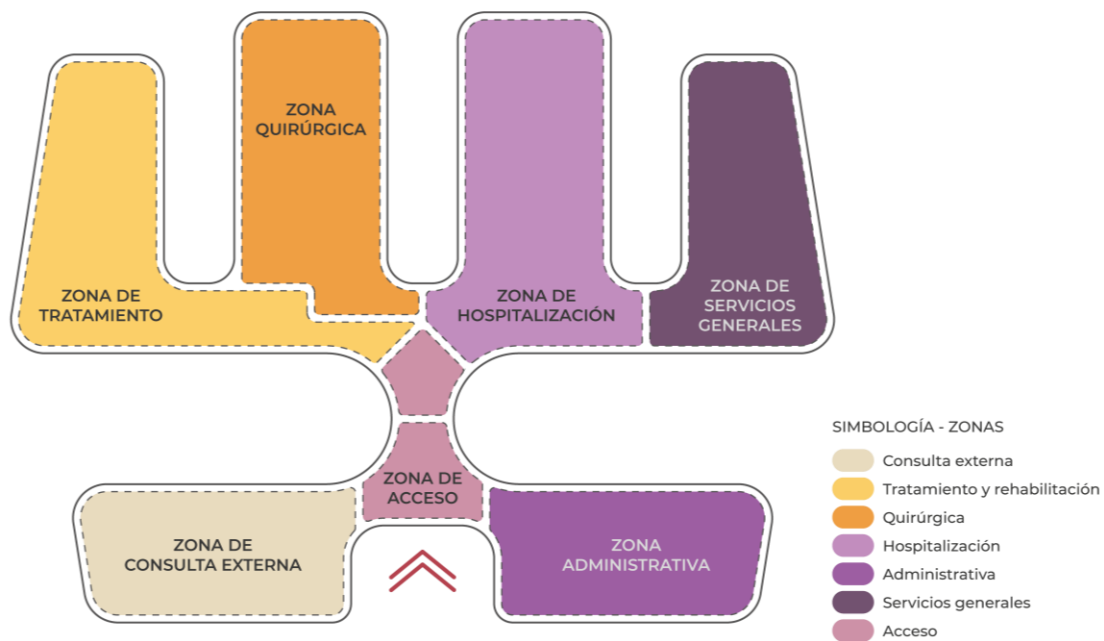 ZONA
QUIRÚRGICA
ZONA DE
TRATAMIENTO
ZONA DE
HOSPITALIZACIÓN
ZONA DE
SERVICIOS
GENERALES
ZONA DE
ACCESO
ZONA DE
CONSULTA EXTERNA
ZONA
ADMINISTRATIVA
SIMBOLOGÍA - ZONAS
Consulta externa
Tratamiento y rehabilitación
Quirúrgica
Hospitalización
Administrativa
Servicios generales
Acceso